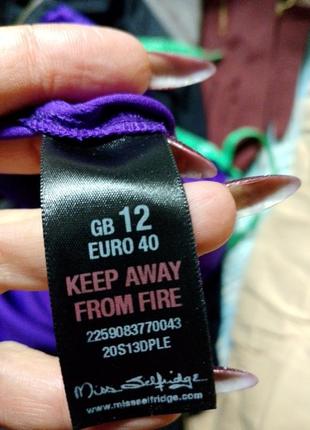 GB 12
EURO 40
KEEP AWAY
FROM FIRE
2259083770043
20S13DPLE
Miss Selfridge
www.missselfridge.com